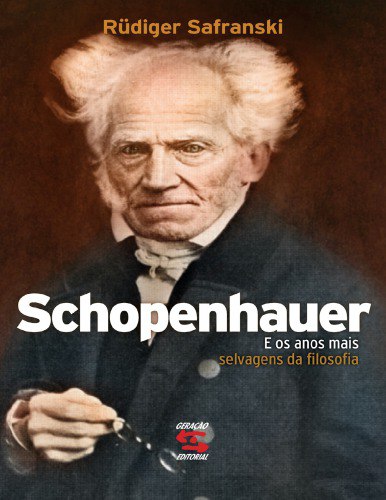 Rüdiger Safranski
Schopenhauer
E os anos mais
selvagens da filosofia
GERAÇÃO
EDITORIAL